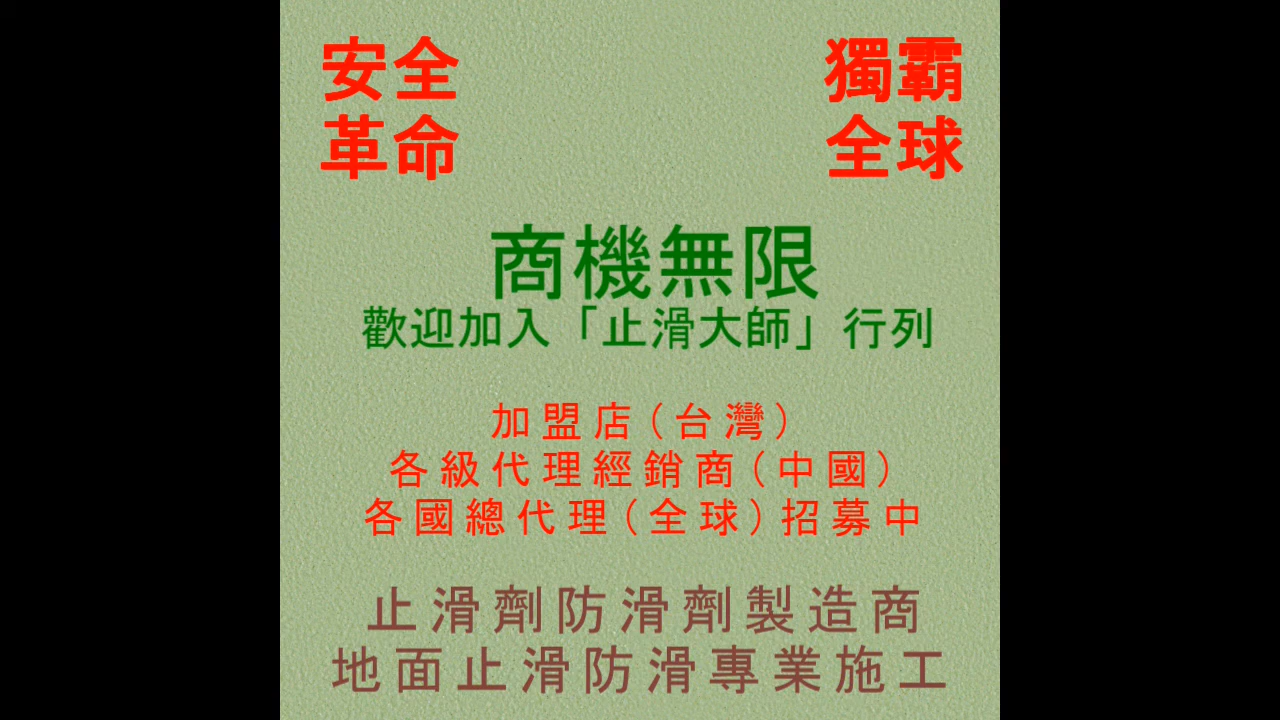 安全
革命
獨霸
全球
商機無限
歡迎加入「止滑大師」行列
加盟店（台灣）
各級代理經銷商（中國）
各國總代理（全球）招募中
止滑劑防滑劑製造商
地面止滑防滑專業施工